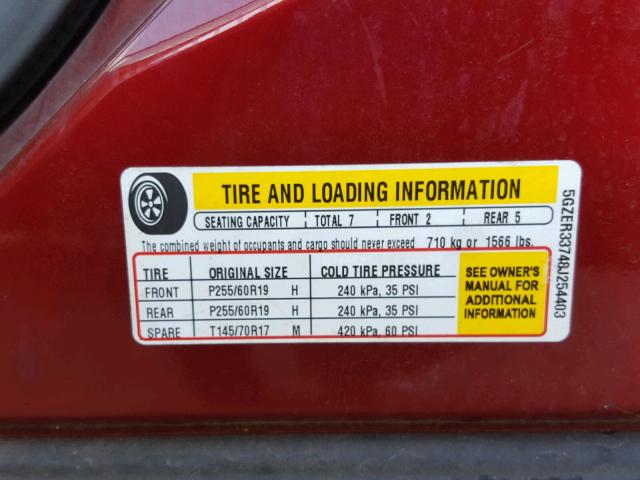 TIRE AND LOADING INFORMATION
SEATING CAPACITY TOTAL 7 FRONT 2 REAR 5
The combined weight of occupants and cargo should never exceed 710 kg or 1566 lbs.
TIRE ORIGINAL SIZE COLD TIRE PRESSURE
FRONT P255/60R19 H 240 kPa, 35 PSI
REAR P255/60R19 H 240 kPa, 35 PSI
SPARE T145/70R17 M 420 kPa, 60 PSI
SEE OWNER'S
MANUAL FOR
ADDITIONAL
INFORMATION
5GZER33748J254403